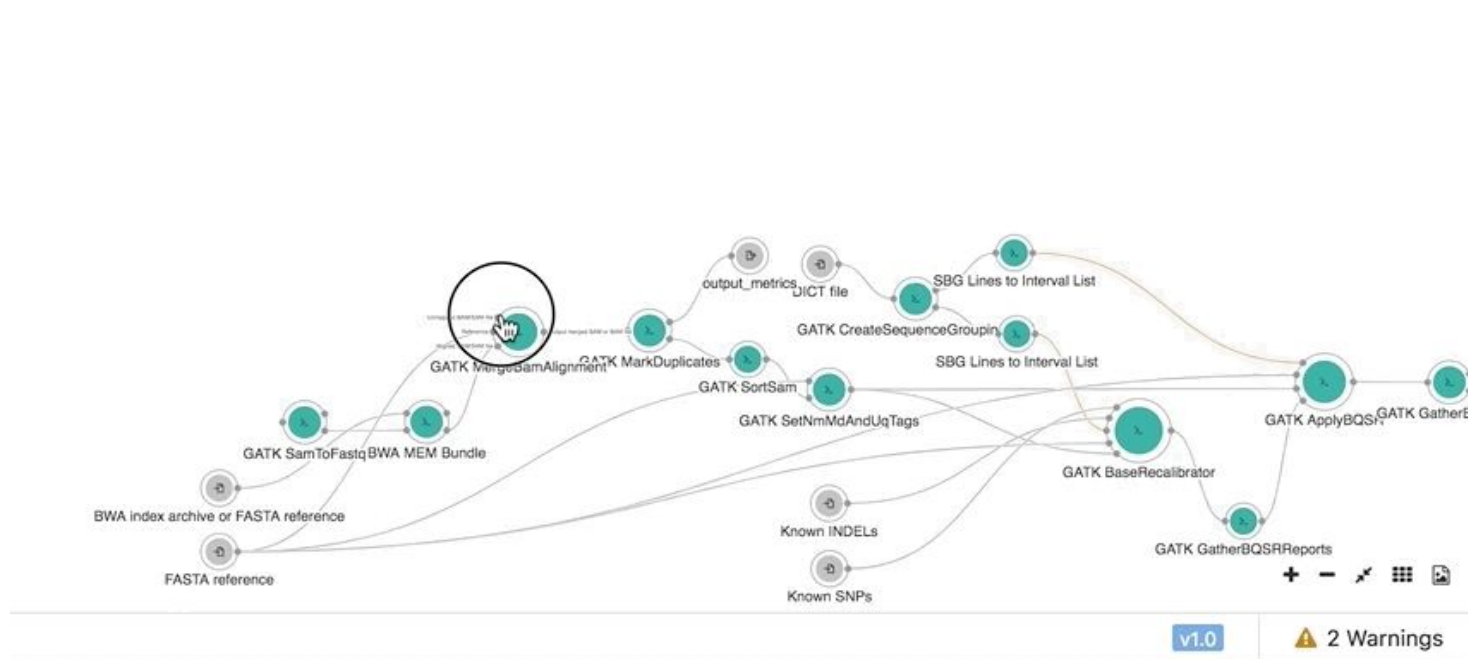 output_metrics
DICT file
SBG Lines to Interval List
GATK CreateSequenceGroupin
SBG Lines to Interval List
GATK MergeBamAlignment
GATK MarkDuplicates
GATK SortSam
GATK SetNmMdAndUqTags
GATK ApplyBQSR
GATK GatherB
GATK SamToFastq
BWA MEM Bundle
GATK BaseRecalibrator
BWA index archive or FASTA reference
Known INDELs
GATK GatherBQSRReports
FASTA reference
Known SNPs
v1.0
2 Warnings